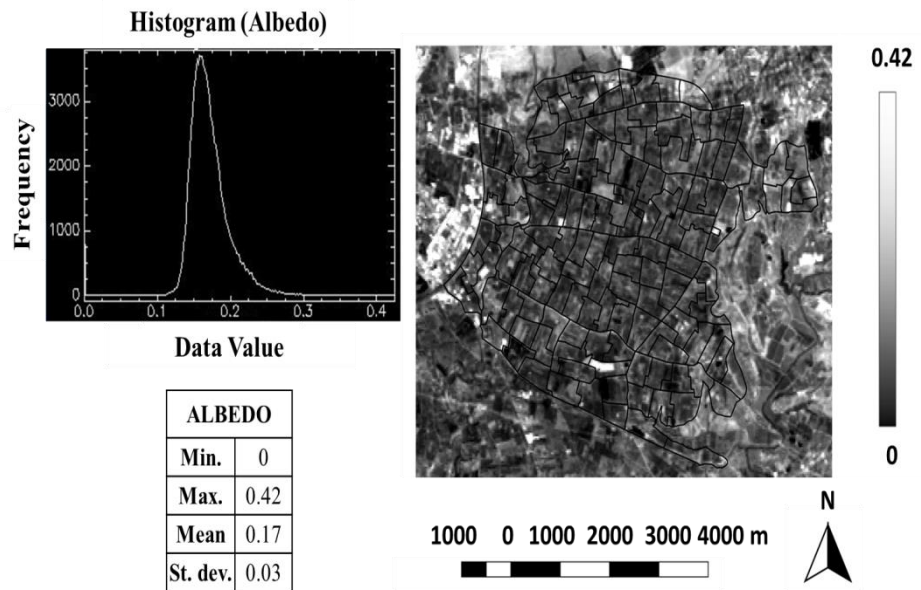 Histogram (Albedo)
Frequency
3000
2000
1000
0
0.0 0.1 0.2 0.3 0.4
Data Value
ALBEDO
Min. 0
Max. 0.42
Mean 0.17
St. dev. 0.03
0.42
0
1000 0 1000 2000 3000 4000 m
N